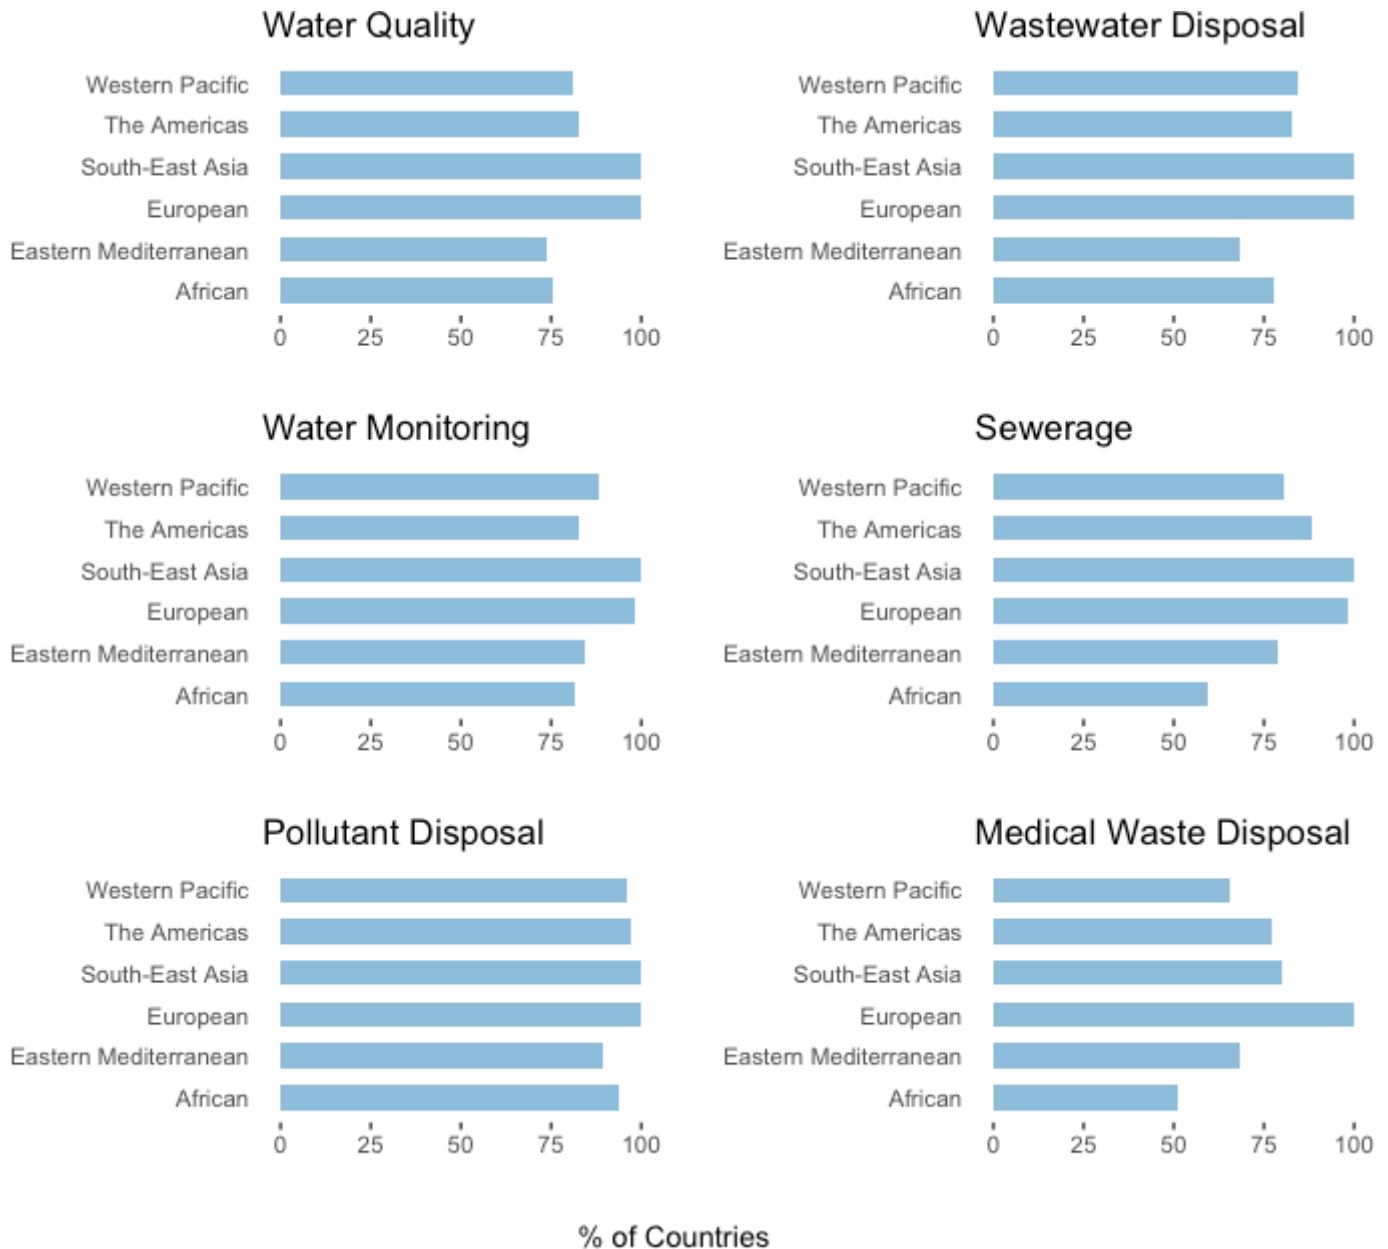 Water Quality
Western Pacific
The Americas
South-East Asia
European
Eastern Mediterranean
African
0 25 50 75 100
Wastewater Disposal
Western Pacific
The Americas
South-East Asia
European
Eastern Mediterranean
African
0 25 50 75 100
Water Monitoring
Western Pacific
The Americas
South-East Asia
European
Eastern Mediterranean
African
0 25 50 75 100
Sewerage
Western Pacific
The Americas
South-East Asia
European
Eastern Mediterranean
African
0 25 50 75 100
Pollutant Disposal
Western Pacific
The Americas
South-East Asia
European
Eastern Mediterranean
African
0 25 50 75 100
Medical Waste Disposal
Western Pacific
The Americas
South-East Asia
European
Eastern Mediterranean
African
0 25 50 75 100
% of Countries